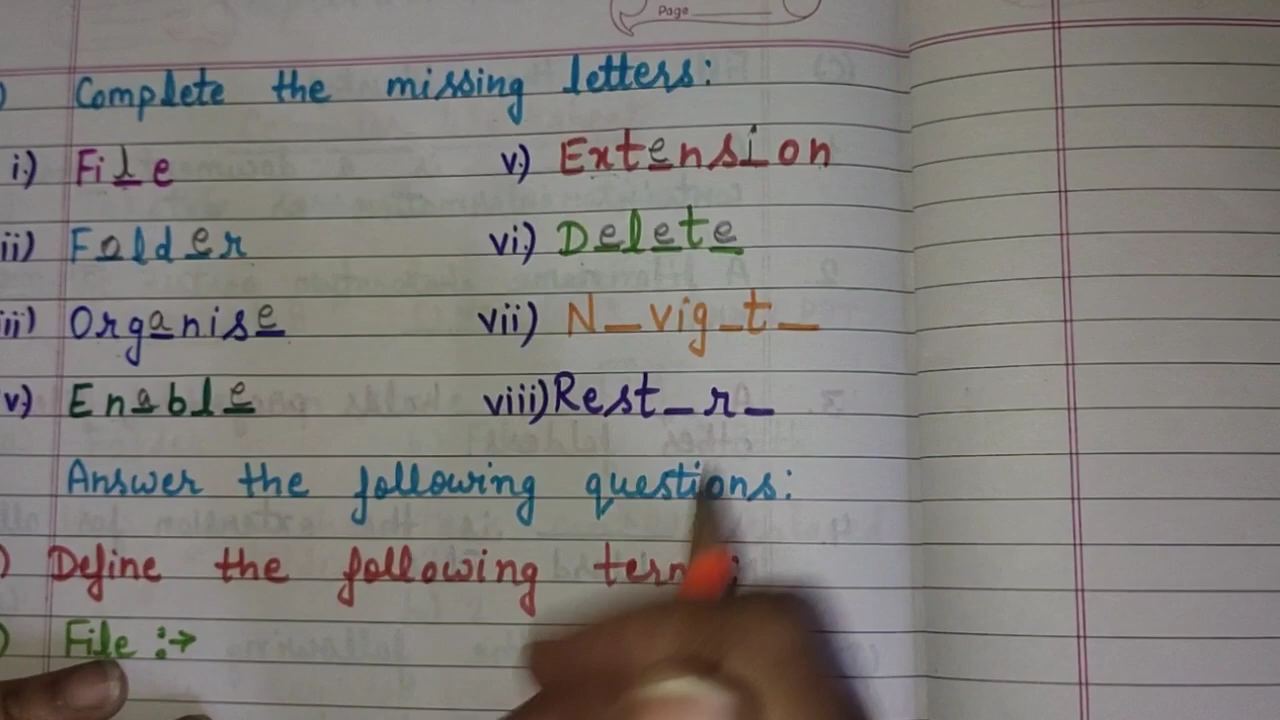 Page
) Complete the missing letters:
i.) File
v.) Extension
ii) Folder
vi.) Delete
iii) Organise
vii) N_vig_t_
v.) Enable
viii) Rest_r_
Answer the following questions:
) Define the following
) File :→